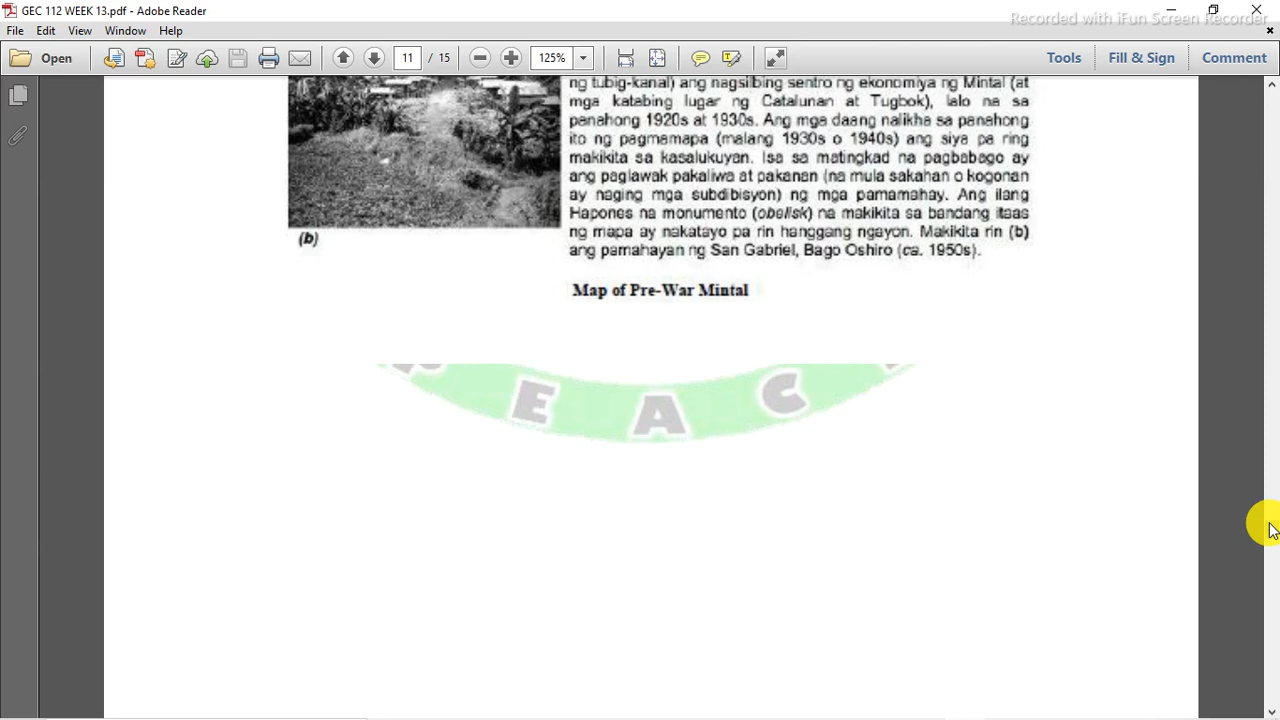 GEC 112 WEEK 13.pdf - Adobe Reader
Recorded with iFun Screen Recorder
File Edit View Window Help
Open 11 / 15 125% Tools Fill & Sign Comment
ng tubig-kanal) ang nagsilbing sentro ng ekonomiya ng Mintal (at
mga katabing lugar ng Catalunan at Tugbok), lalo na sa
panahong 1920s at 1930s. Ang mga daang nalikha sa panahong
ito ng pagmamapa (malang 1930s o 1940s) ang siya pa ring
makikita sa kasalukuyan. Isa sa matingkad na pagbabago ay
ang paglawak pakaliwa at pakanan (na mula sakahan o kogonan
ay naging mga subdibisyon) ng mga pamamahay. Ang ilang
Hapones na monumento (obelisk) na makikita sa bandang itaas
ng mapa ay nakatayo pa rin hanggang ngayon. Makikita rin (b)
ang pamahayan ng San Gabriel, Bago Oshiro (ca. 1950s).
(b)
Map of Pre-War Mintal
E A C